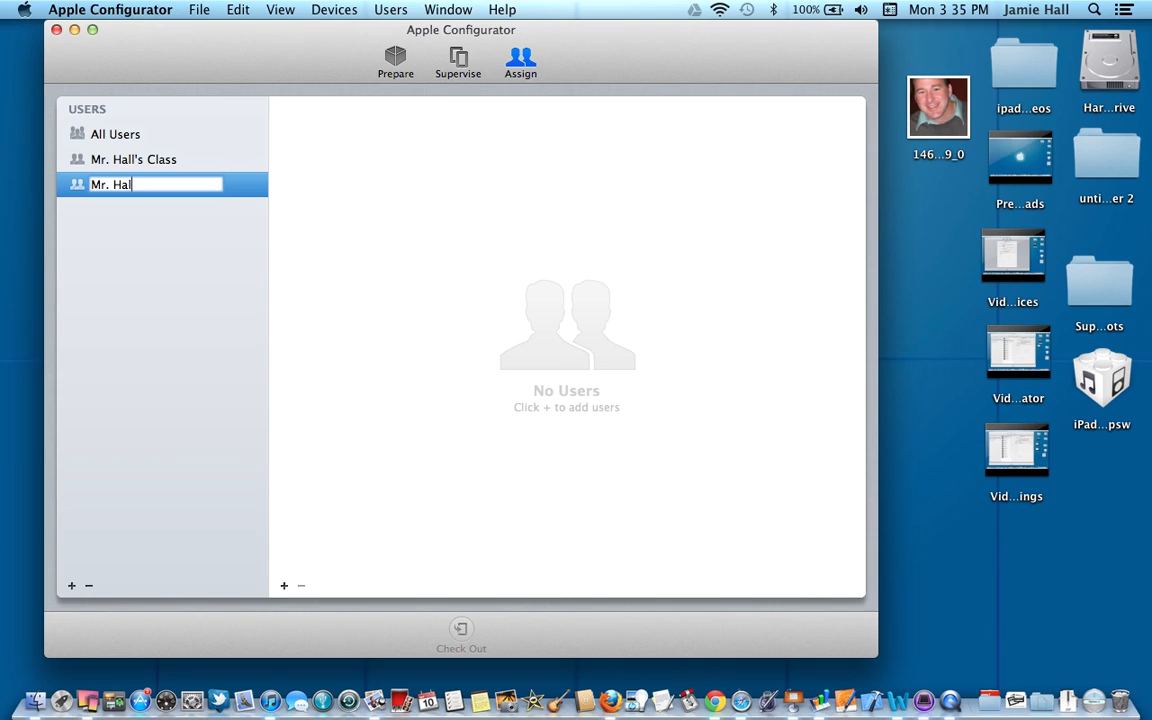 Apple Configurator File Edit View Devices Users Window Help 100% Mon 3 35 PM Jamie Hall
Apple Configurator
Prepare Supervise Assign
USERS
All Users
Mr. Hall's Class
Mr. Hal
No Users
Click + to add users
+ −
+ −
Check Out
146...9_0
ipad...eos
Har...rive
Pre...ads
unti...er 2
Vid...ices
Sup...ots
Vid...ator
iPad...psw
Vid...ings